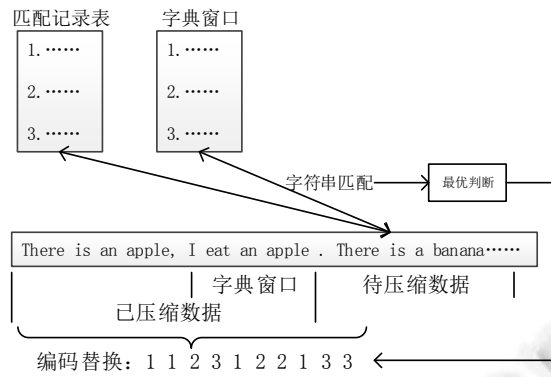 匹配记录表
字典窗口
1.……
2.……
3.……
1.……
2.……
3.……
字符串匹配
最优判断
There is an apple, I eat an apple . There is a banana……
字典窗口
待压缩数据
已压缩数据
编码替换：1 1 2 3 1 2 2 1 3 3